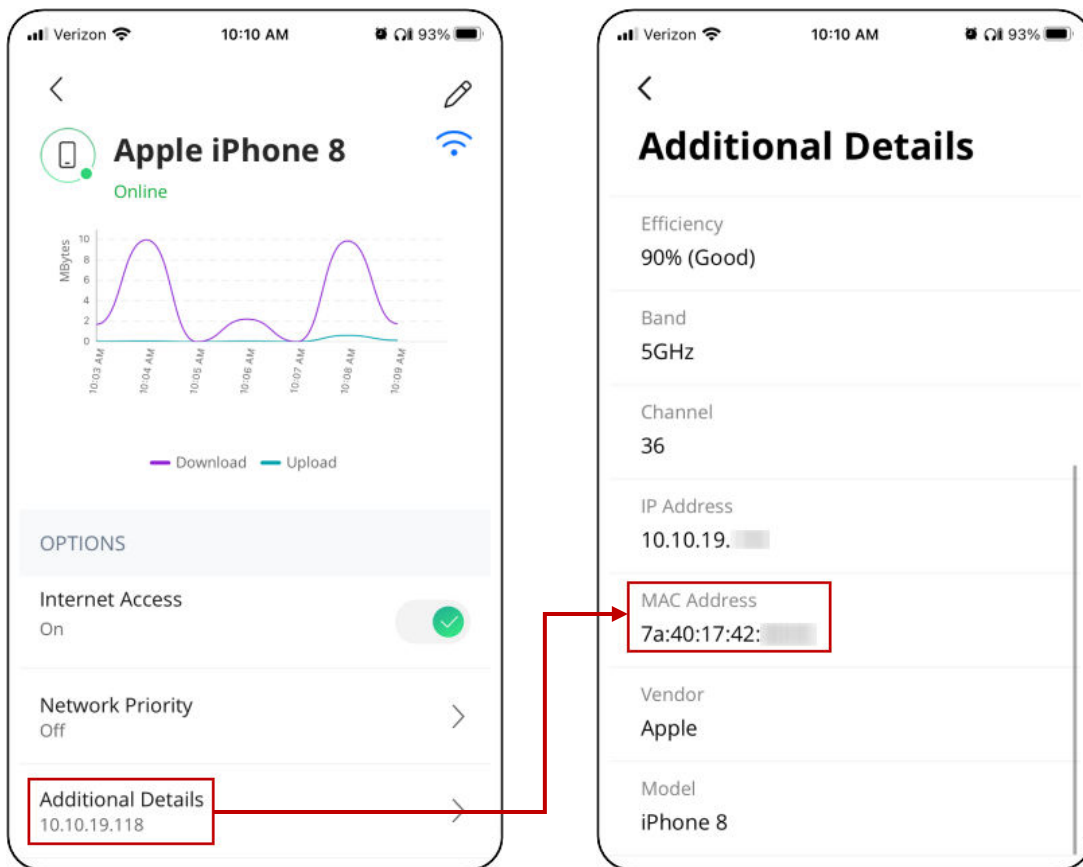 Verizon 10:10 AM 93%
Apple iPhone 8
Online
MBytes
10
8
6
4
2
0
10:03 AM
10:04 AM
10:05 AM
10:06 AM
10:07 AM
10:08 AM
10:09 AM
Download Upload
OPTIONS
Internet Access
On
Network Priority
Off
Additional Details
10.10.19.118
Verizon 10:10 AM 93%
Additional Details
Efficiency
90% (Good)
Band
5GHz
Channel
36
IP Address
10.10.19.
MAC Address
7a:40:17:42:
Vendor
Apple
Model
iPhone 8